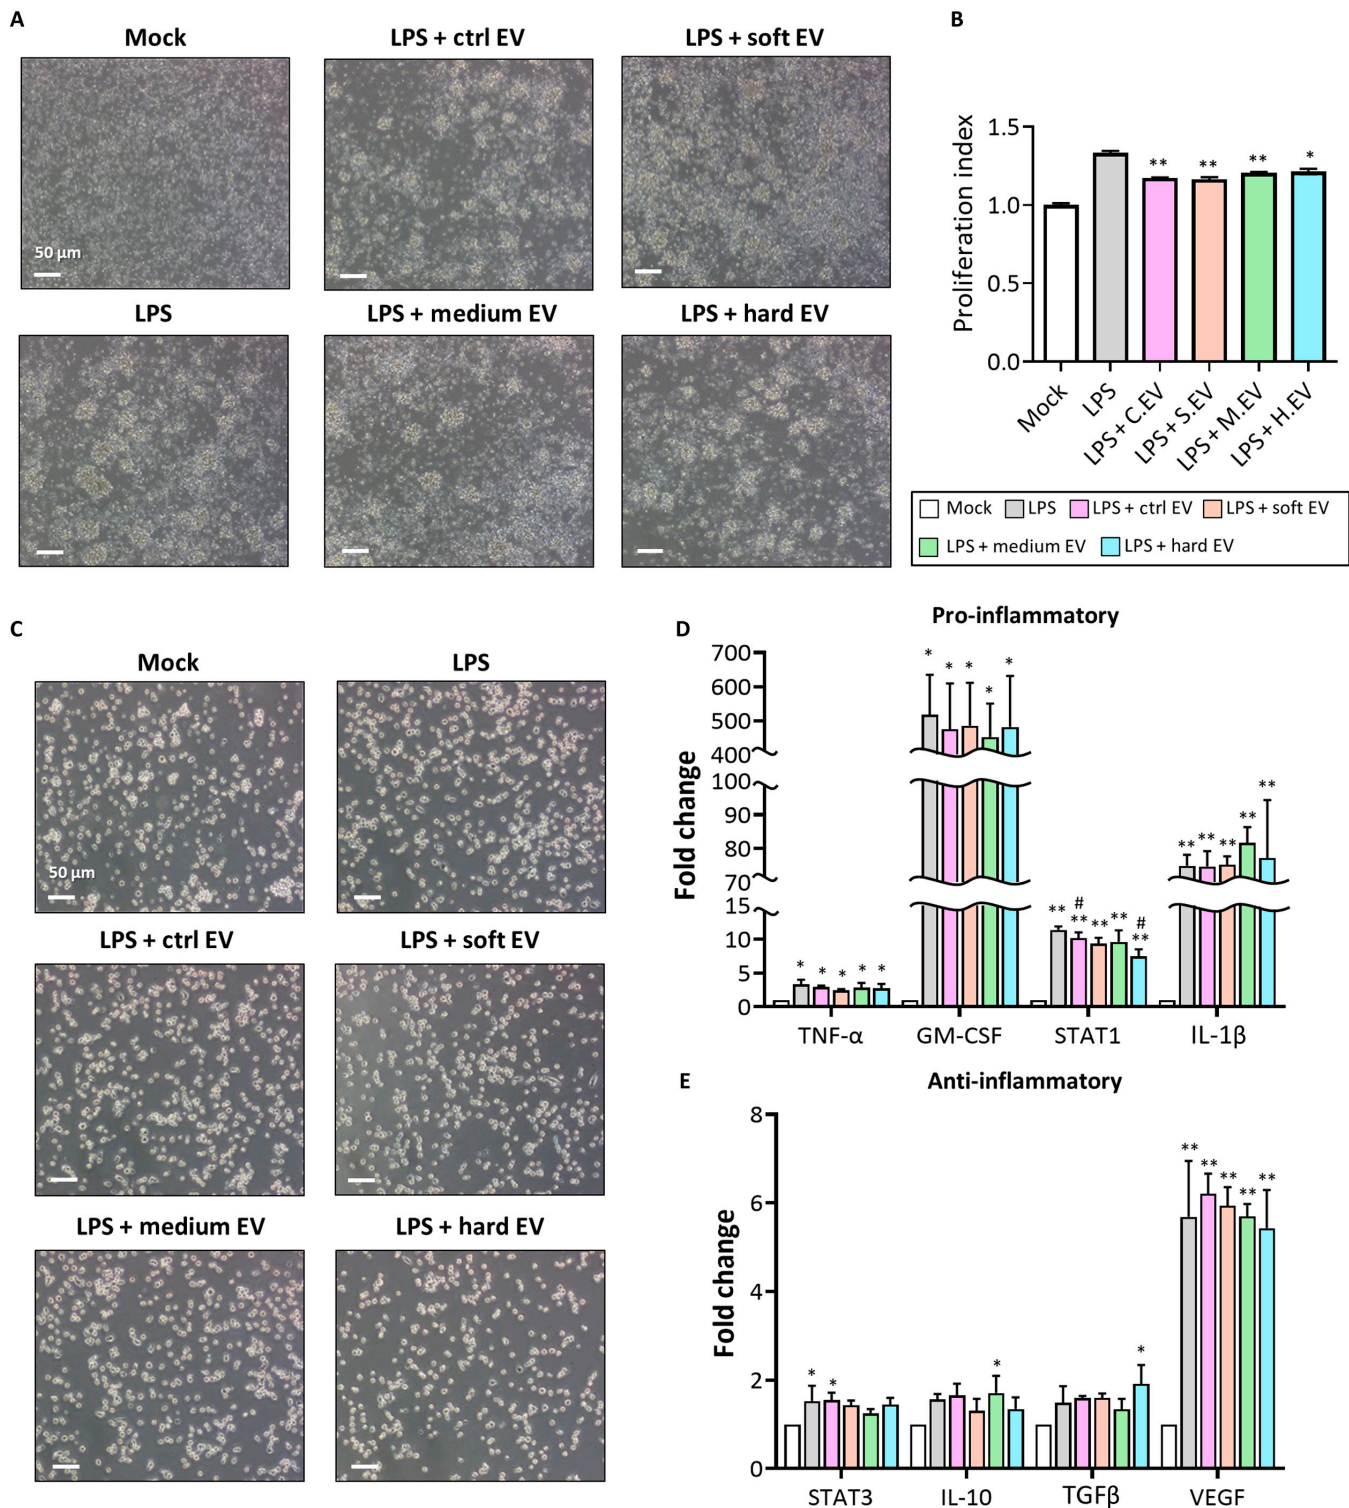 A
Mock
LPS + ctrl EV
LPS + soft EV
50 µm
LPS
LPS + medium EV
LPS + hard EV
B
Proliferation index
1.5
1.0
0.5
0.0
** ** ** *
Mock
LPS
LPS + C.EV
LPS + S.EV
LPS + M.EV
LPS + H.EV
Mock LPS LPS + ctrl EV LPS + soft EV
LPS + medium EV LPS + hard EV
C
Mock
LPS
50 µm
LPS + ctrl EV
LPS + soft EV
LPS + medium EV
LPS + hard EV
D
Pro-inflammatory
Fold change
700
600
500
400
100
90
80
70
15
10
5
0
* * * * *
* * * * *
# #
** ** ** ** **
** ** ** ** **
TNF-α GM-CSF STAT1 IL-1β
E
Anti-inflammatory
Fold change
8
6
4
2
0
* *
*
*
** ** ** ** **
STAT3 IL-10 TGFβ VEGF